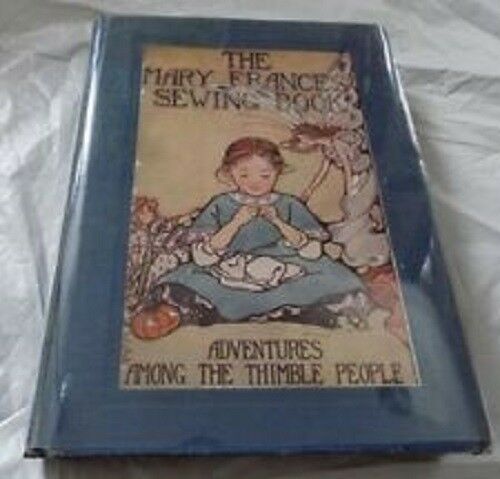 THE
MARY FRANCES
SEWING BOOK
ADVENTURES
AMONG THE THIMBLE PEOPLE